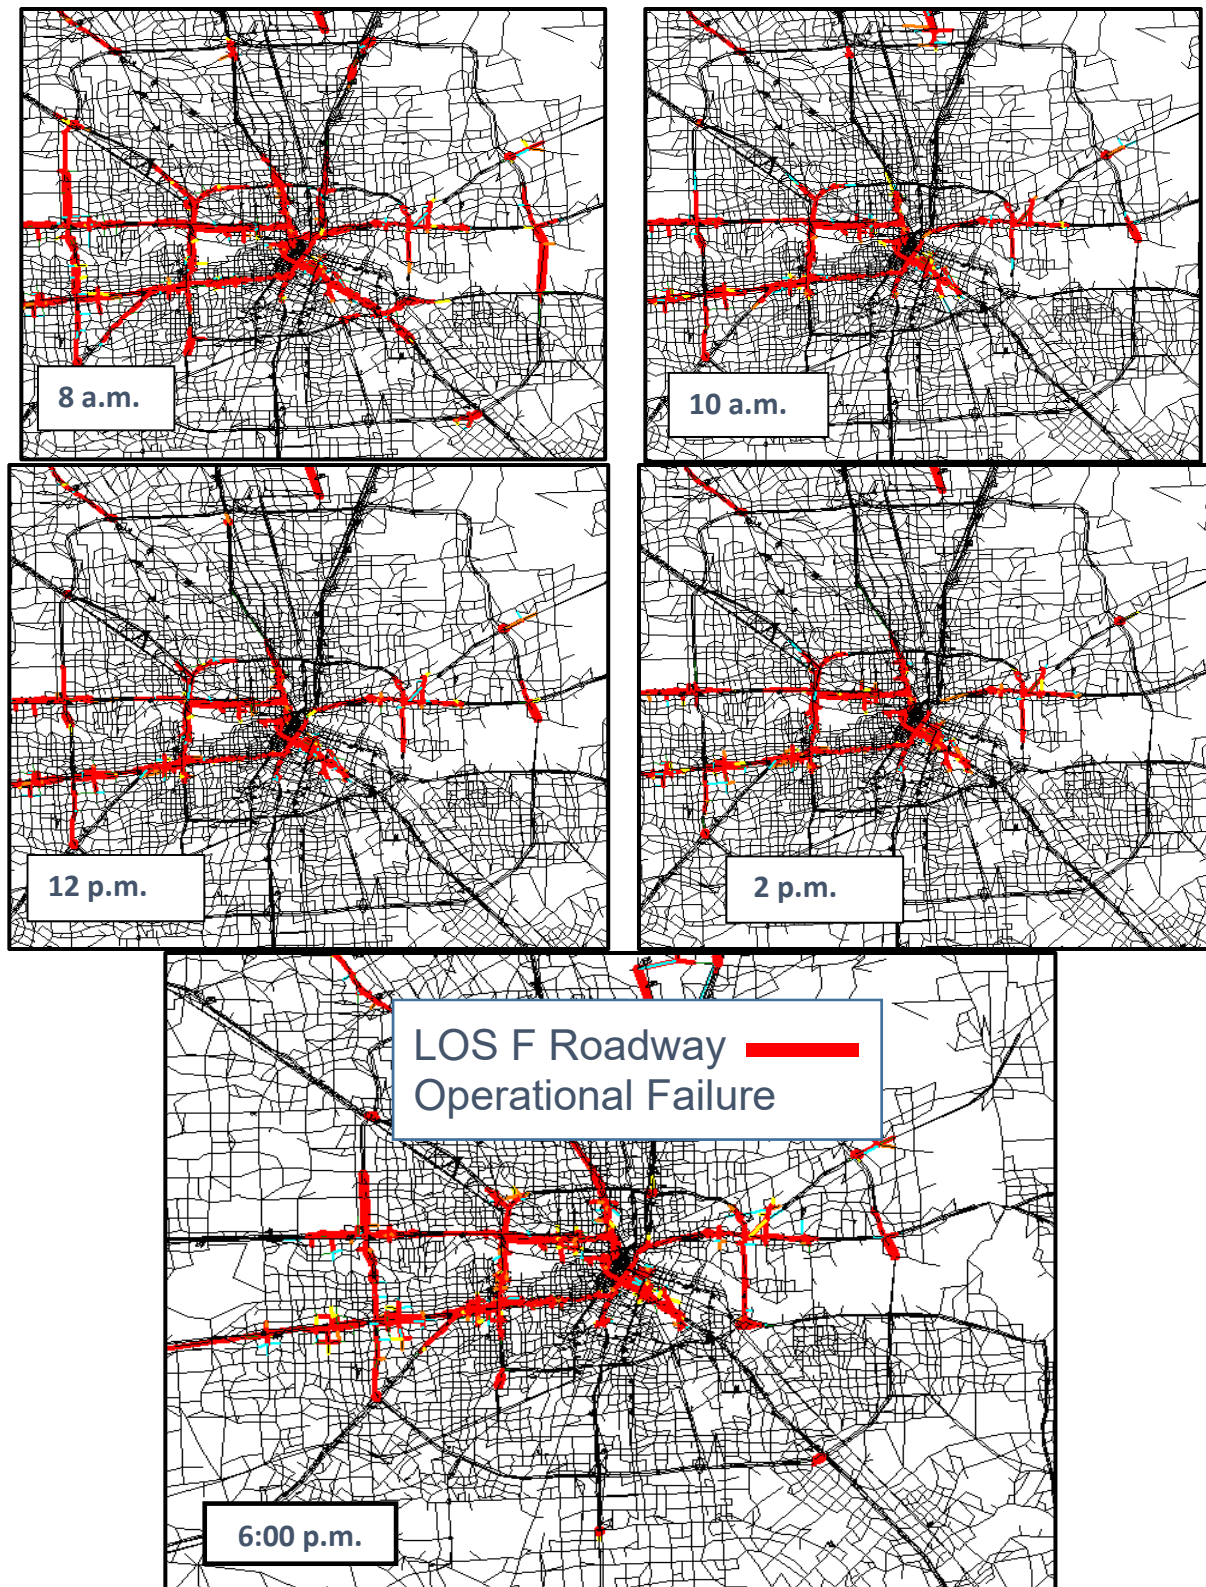 8 a.m.
10 a.m.
12 p.m.
2 p.m.
LOS F Roadway
Operational Failure
6:00 p.m.